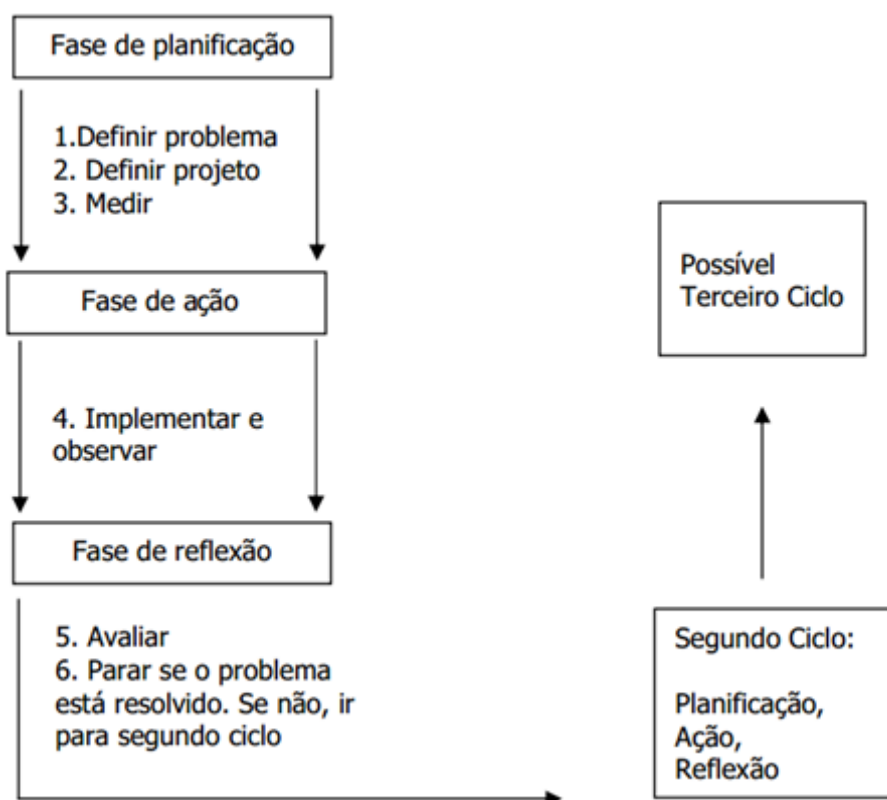 Fase de planificação
1.Definir problema
2. Definir projeto
3. Medir
Fase de ação
4. Implementar e
observar
Fase de reflexão
5. Avaliar
6. Parar se o problema
está resolvido. Se não, ir
para segundo ciclo
Segundo Ciclo:
Planificação,
Ação,
Reflexão
Possível
Terceiro Ciclo